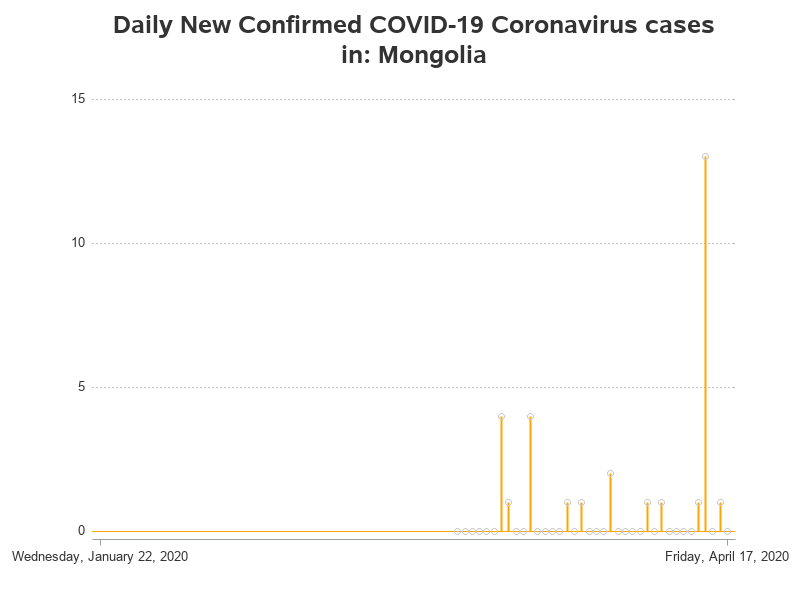 Daily New Confirmed COVID-19 Coronavirus cases
in: Mongolia
15
10
5
0
Wednesday, January 22, 2020
Friday, April 17, 2020